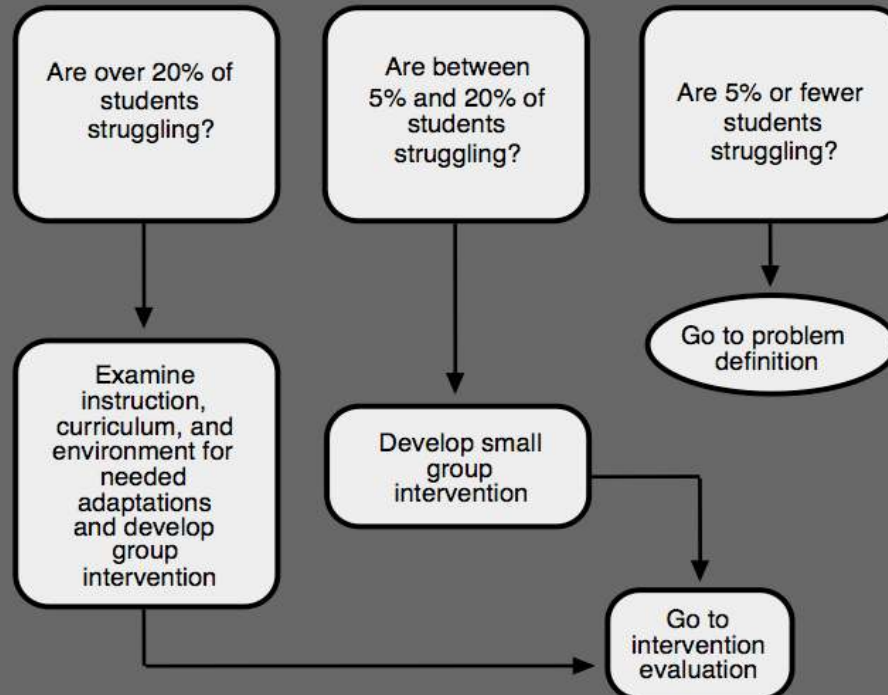 Are over 20% of
students
struggling?
Are between
5% and 20% of
students
struggling?
Are 5% or fewer
students
struggling?
Go to problem
definition
Examine
instruction,
curriculum, and
environment for
needed
adaptations
and develop
group
intervention
Develop small
group
intervention
Go to
intervention
evaluation